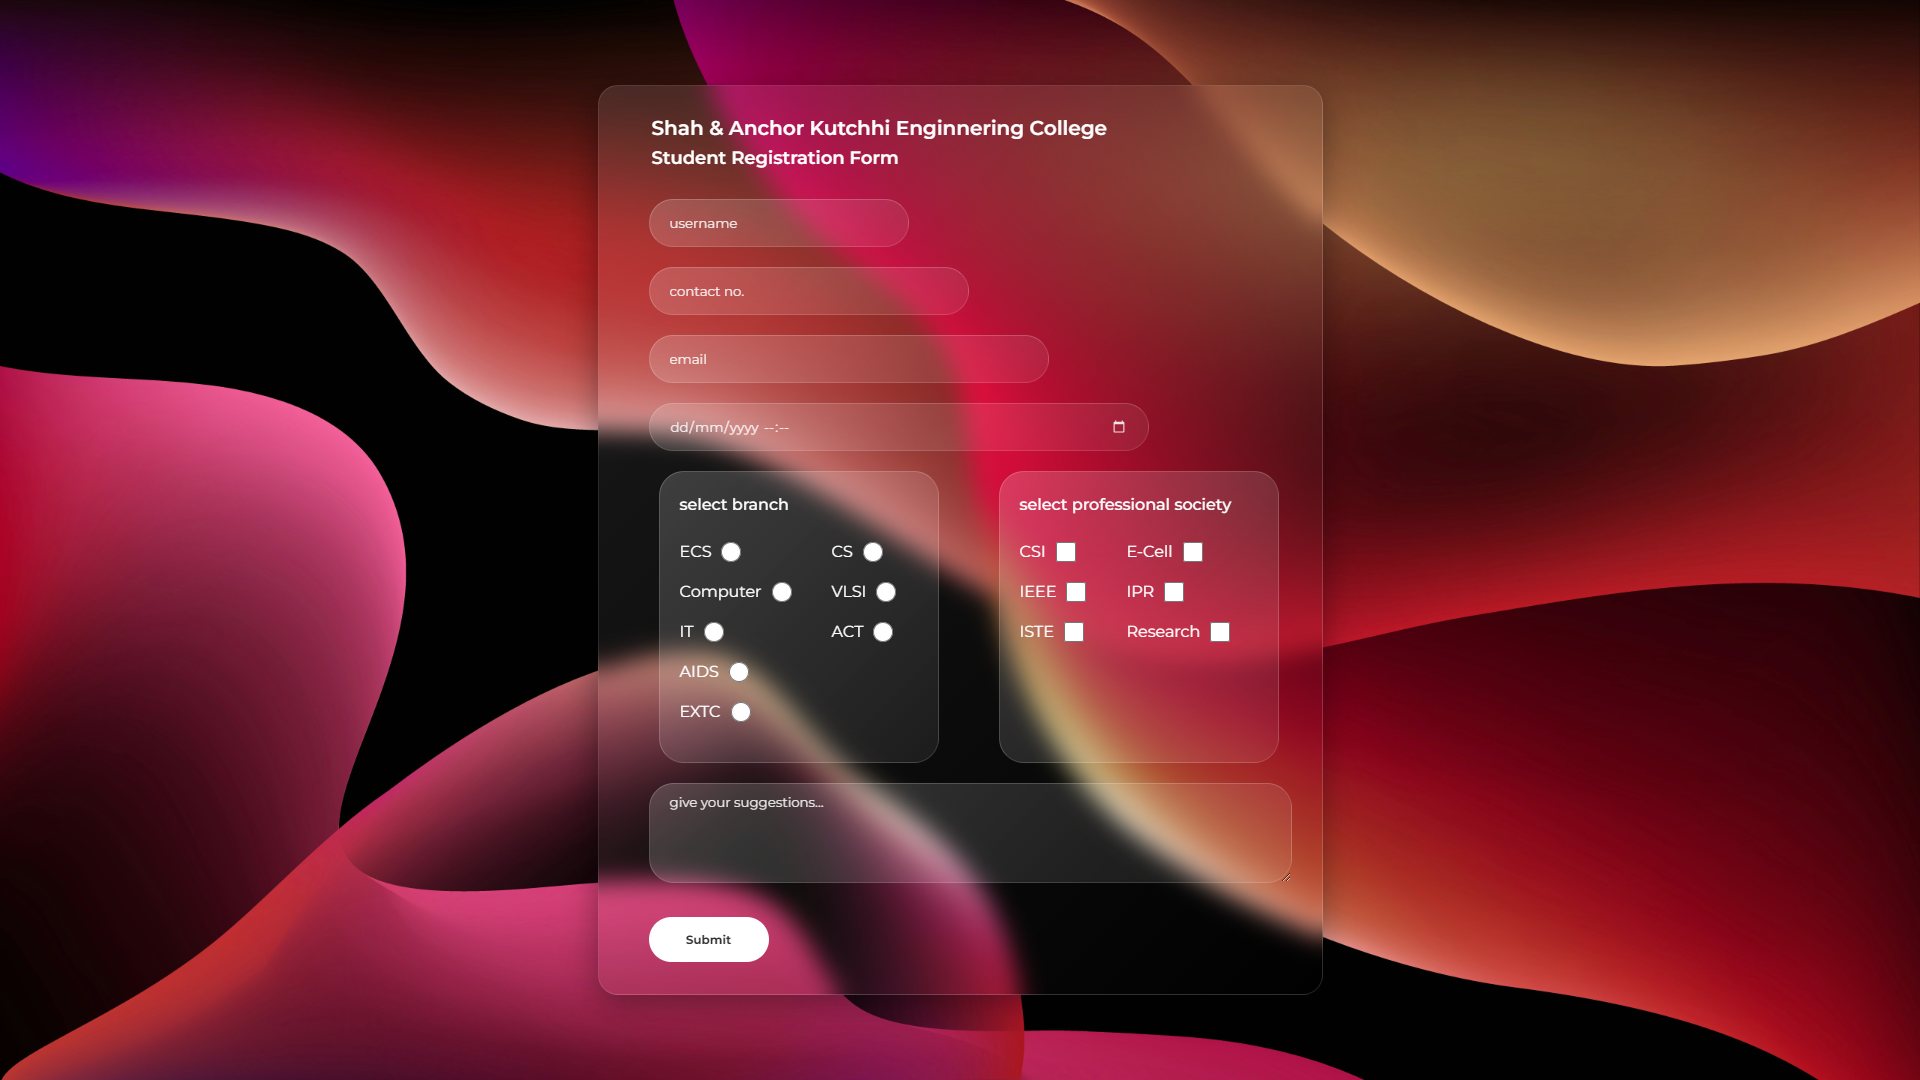 Shah & Anchor Kutchhi Enginnering College
Student Registration Form
username
contact no.
email
dd/mm/yyyy --:--
select branch
ECS
CS
Computer
VLSI
IT
ACT
AIDS
EXTC
select professional society
CSI
E-Cell
IEEE
IPR
ISTE
Research
give your suggestions...
Submit